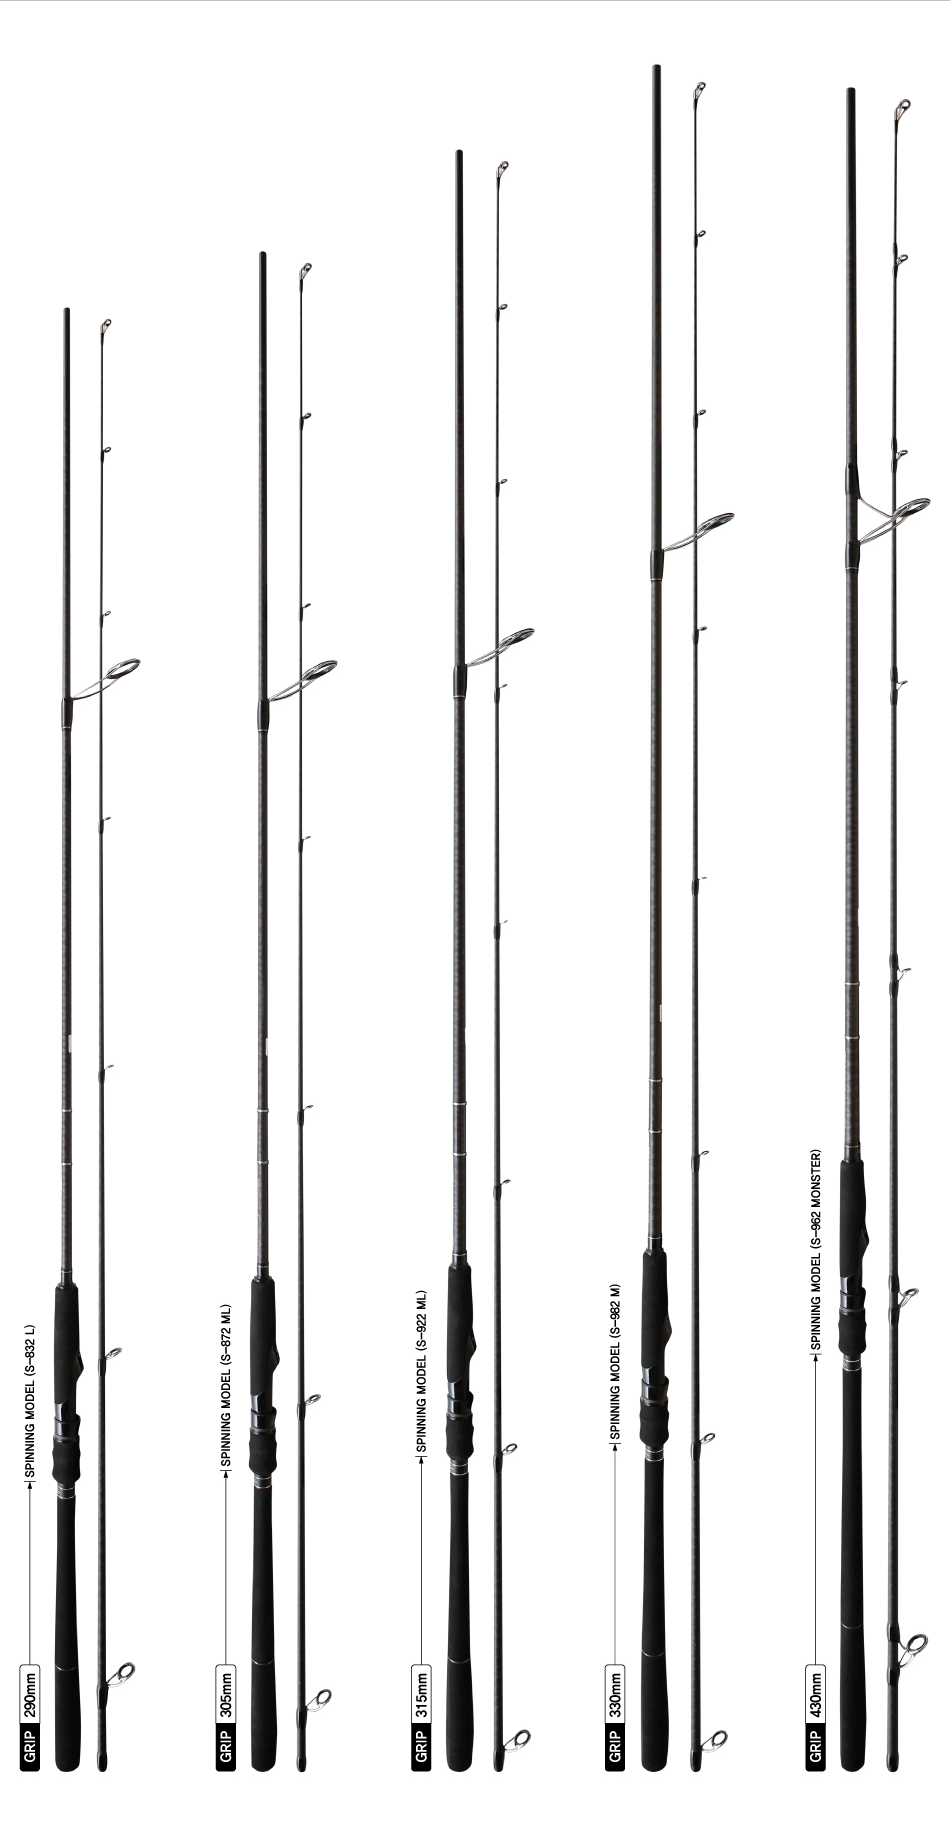 SPINNING MODEL (S-832 L)
GRIP 290mm
SPINNING MODEL (S-872 ML)
GRIP 305mm
SPINNING MODEL (S-922 ML)
GRIP 315mm
SPINNING MODEL (S-982 M)
GRIP 330mm
SPINNING MODEL (S-962 MONSTER)
GRIP 430mm